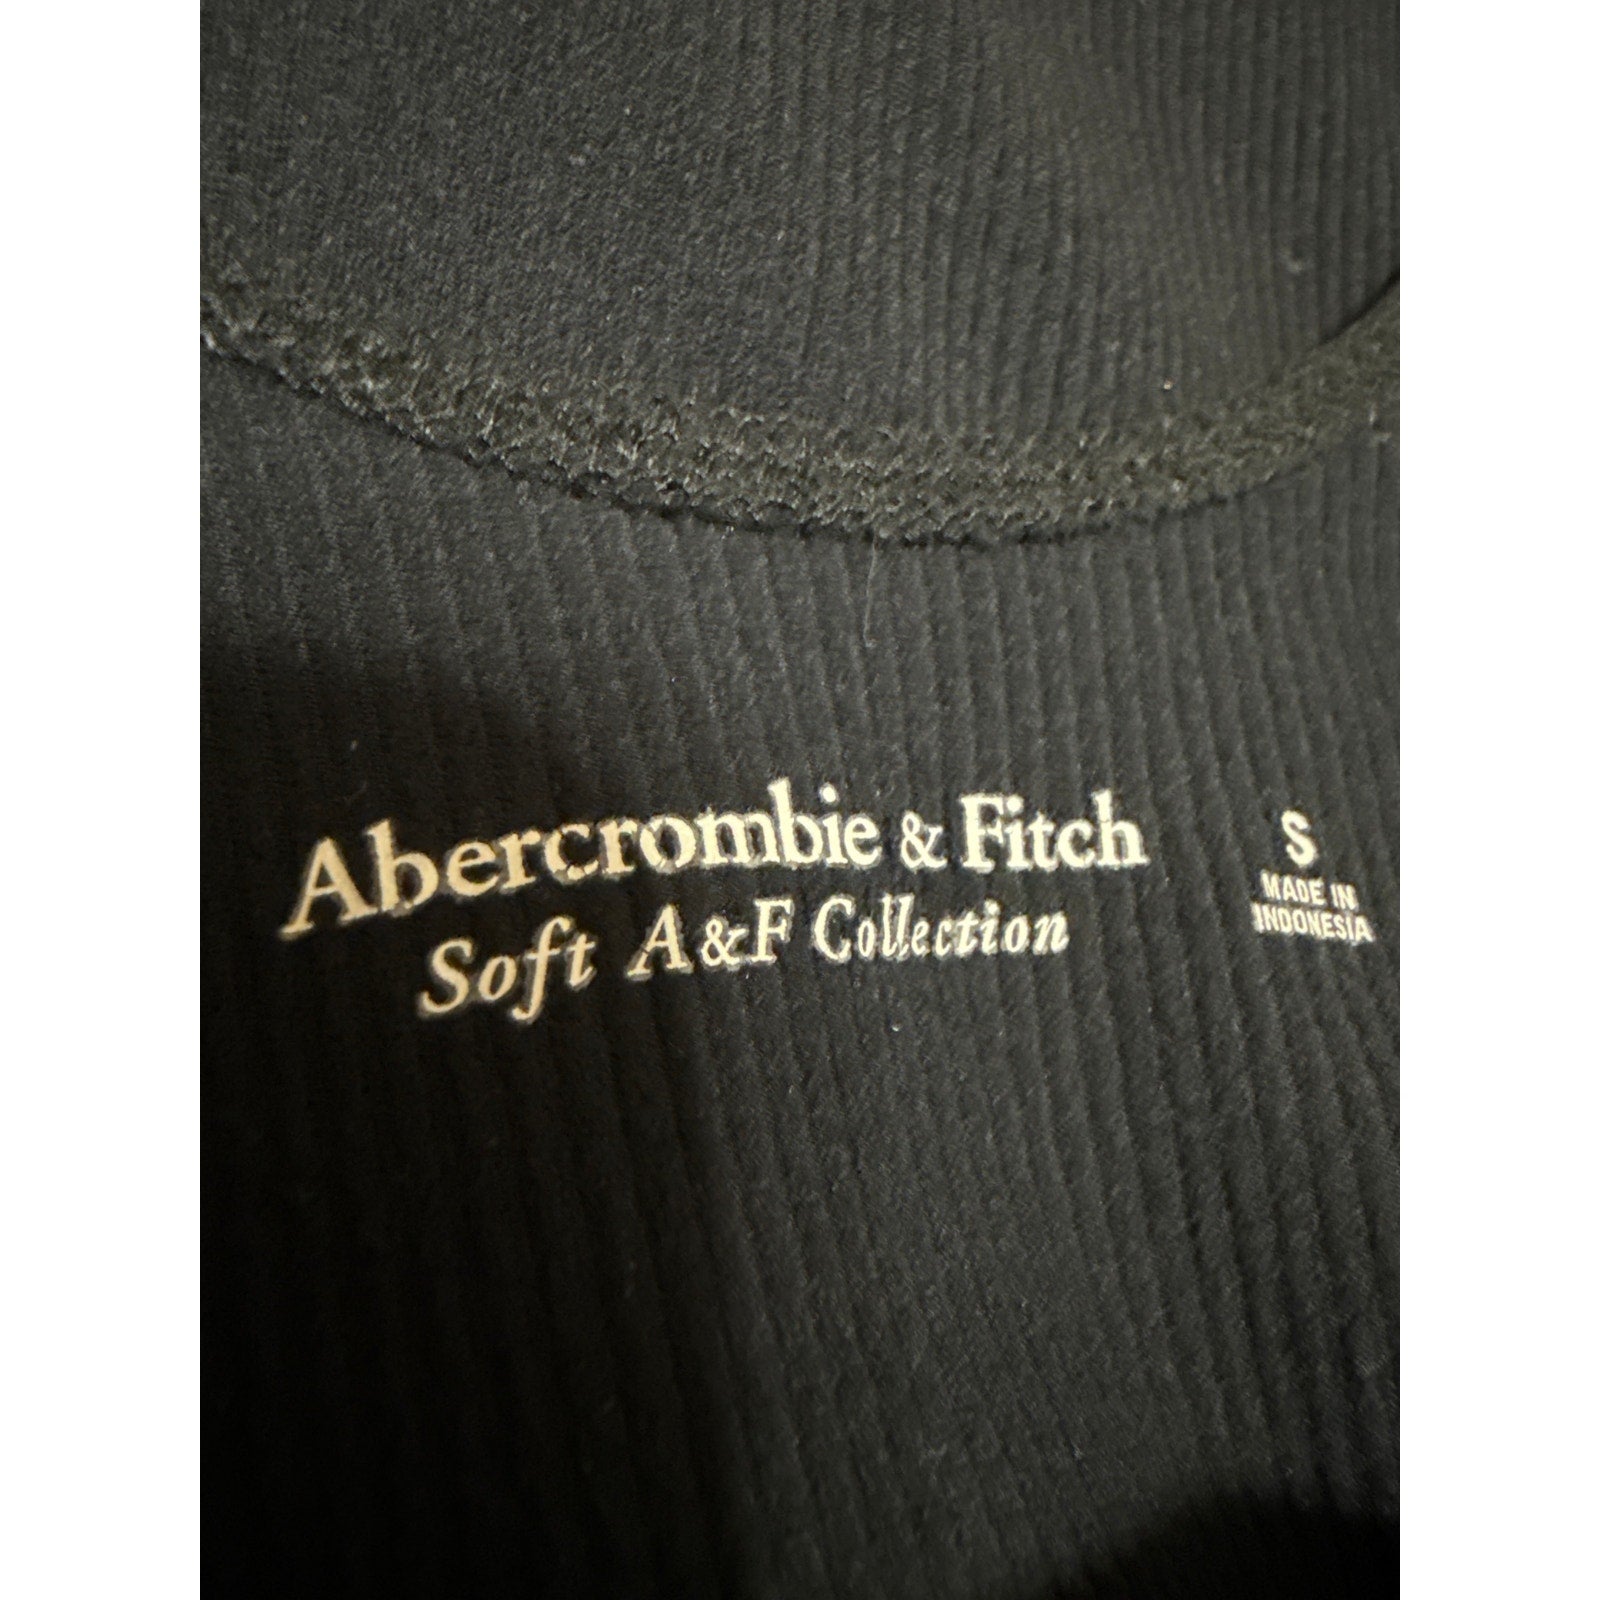 Abercrombie & Fitch
Soft A&F Collection
S
MADE IN
INDONESIA